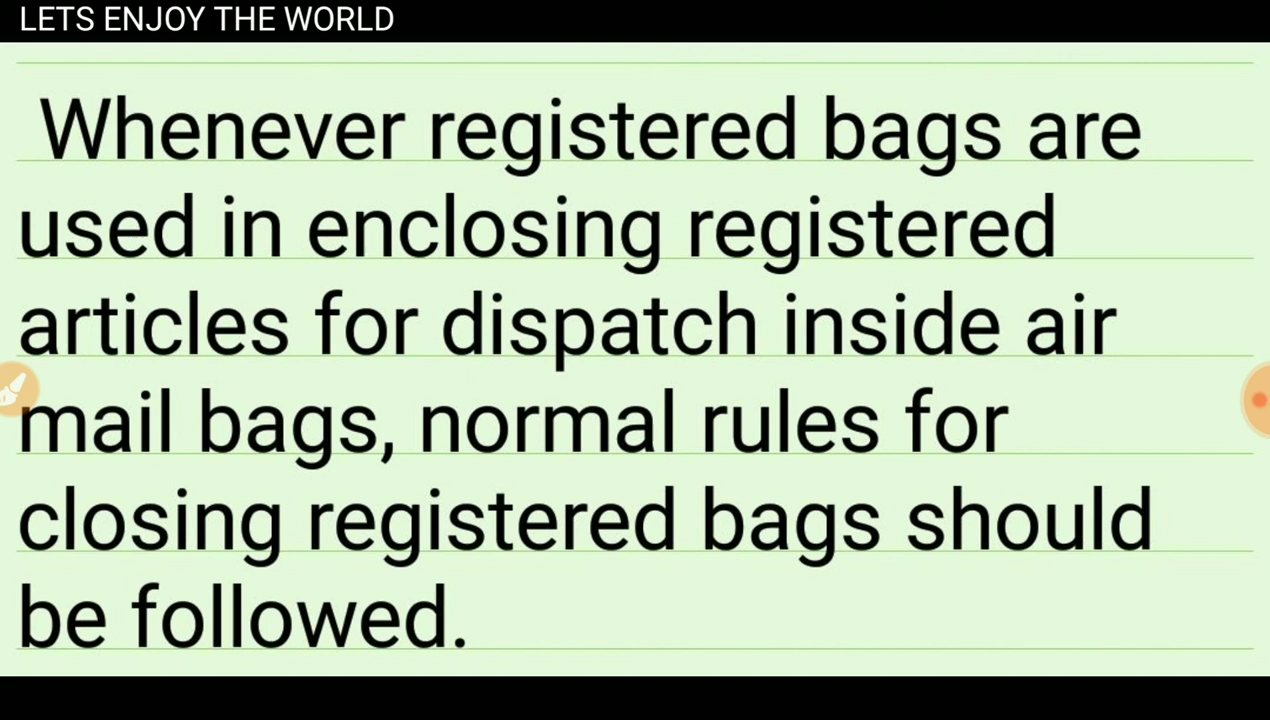 LETS ENJOY THE WORLD
Whenever registered bags are
used in enclosing registered
articles for dispatch inside air
mail bags, normal rules for
closing registered bags should
be followed.